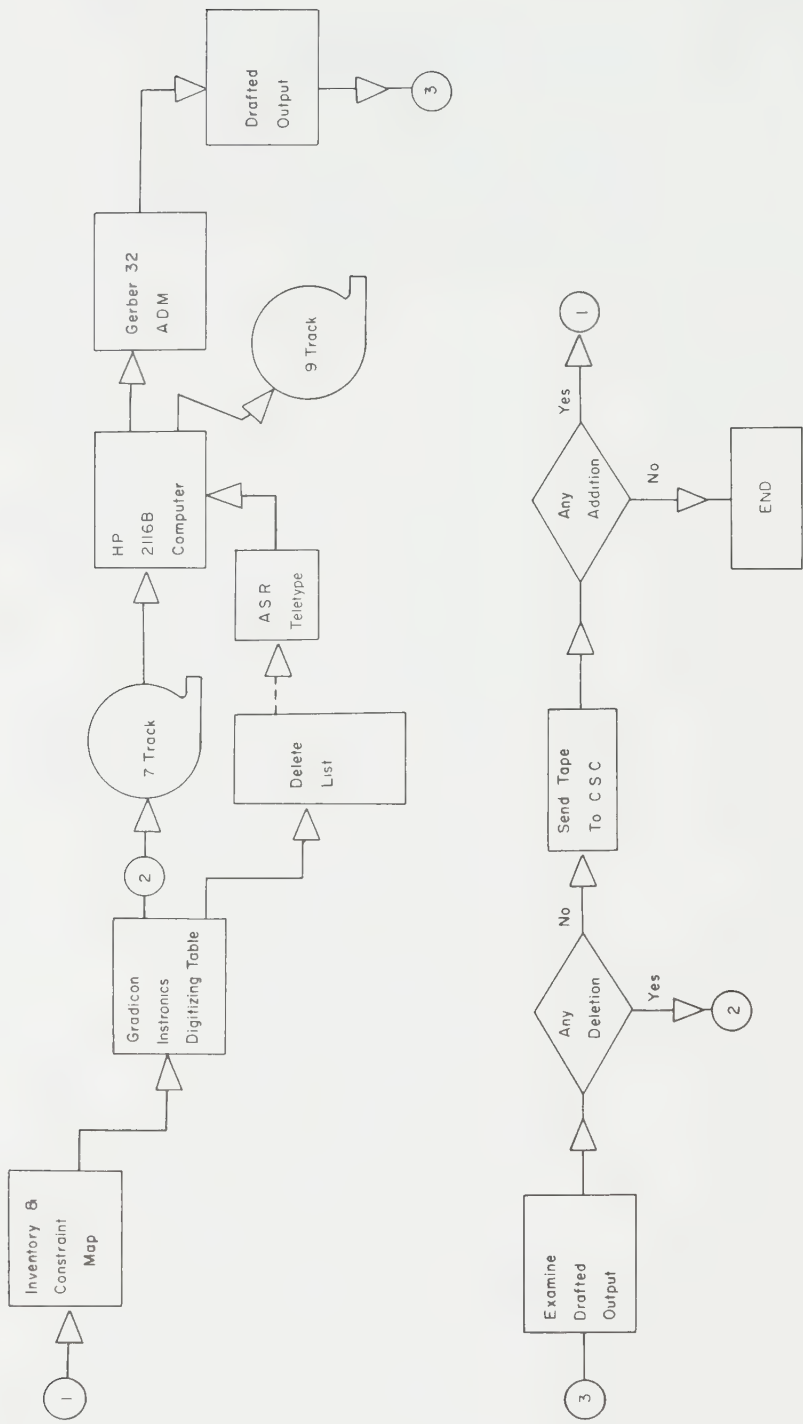 1
Inventory &
Constraint
Map
Gradicon
Instronics
Digitizing Table
2
7 Track
Delete
List
ASR
Teletype
HP
2116B
Computer
9 Track
Gerber 32
ADM
Drafted
Output
3
3
Examine
Drafted
Output
Any
Deletion
Yes
2
No
Send Tape
To CSC
Any
Addition
Yes
1
No
END